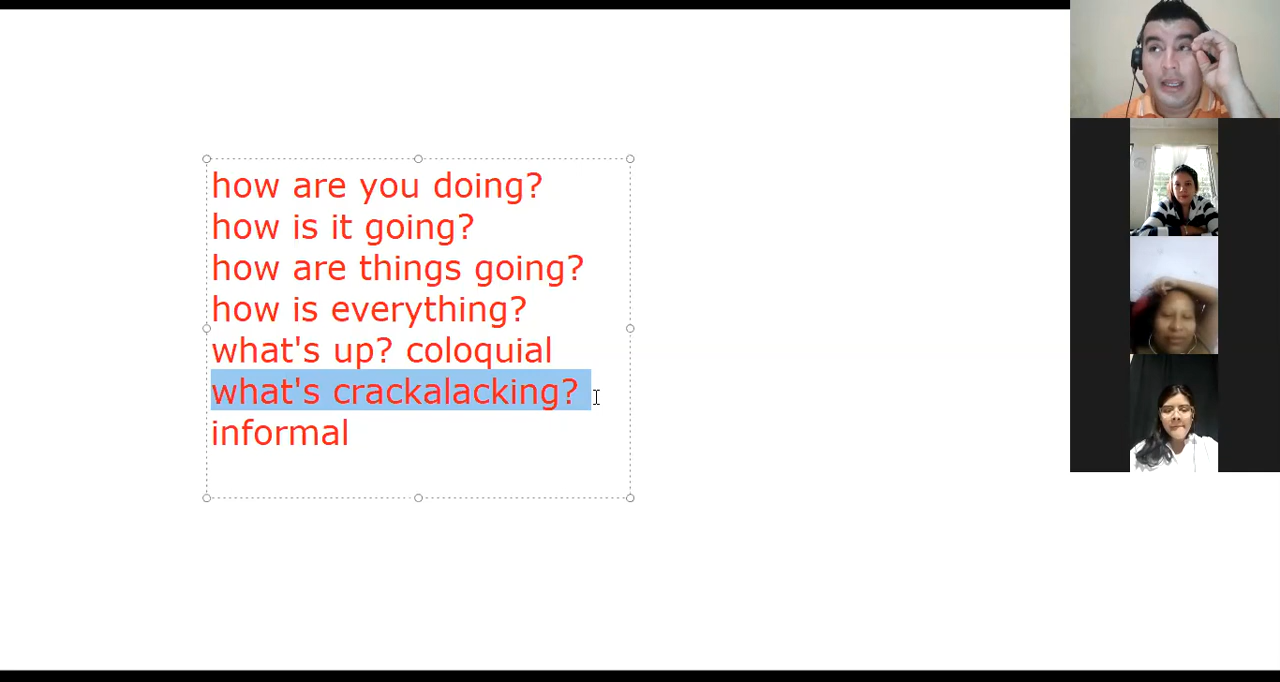 how are you doing?
how is it going?
how are things going?
how is everything?
what's up? coloquial
what's crackalacking?
informal